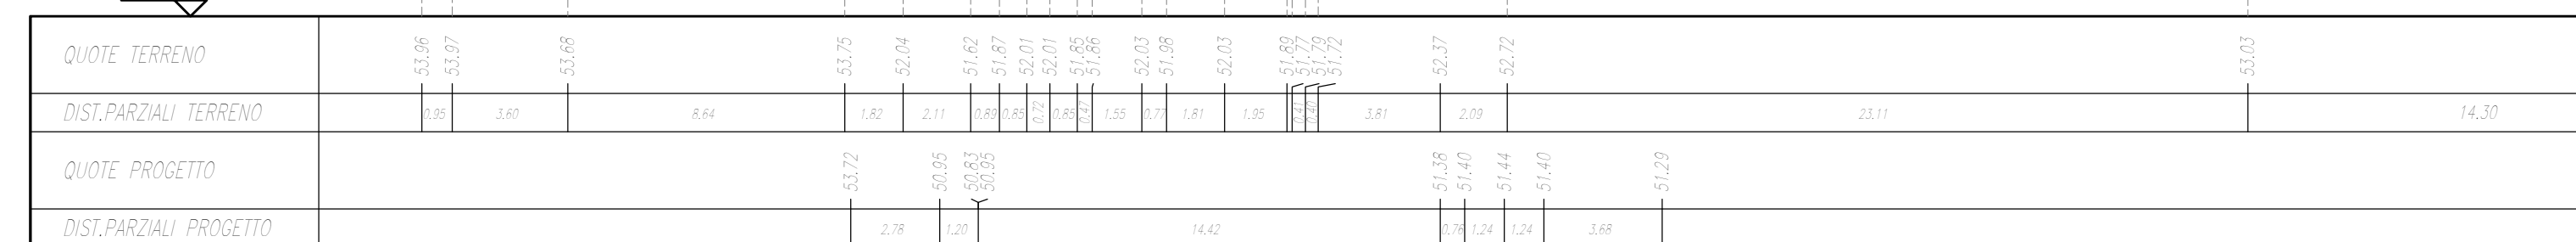 QUOTE TERRENO 53.96 53.97 53.68 53.75 52.04 51.62 51.87 52.01 52.01 51.85 51.86 52.03 51.98 52.03 51.89 51.77 51.79 51.72 52.37 52.72 53.03
DIST.PARZIALI TERRENO 0.95 3.60 8.64 1.82 2.11 0.89 0.85 0.72 0.85 0.47 1.55 0.77 1.81 1.95 0.41 0.40 3.81 2.09 23.11 14.30
QUOTE PROGETTO 53.72 50.95 50.83 50.95 51.38 51.40 51.44 51.40 51.29
DIST.PARZIALI PROGETTO 2.78 1.20 14.42 0.76 1.24 1.24 3.68